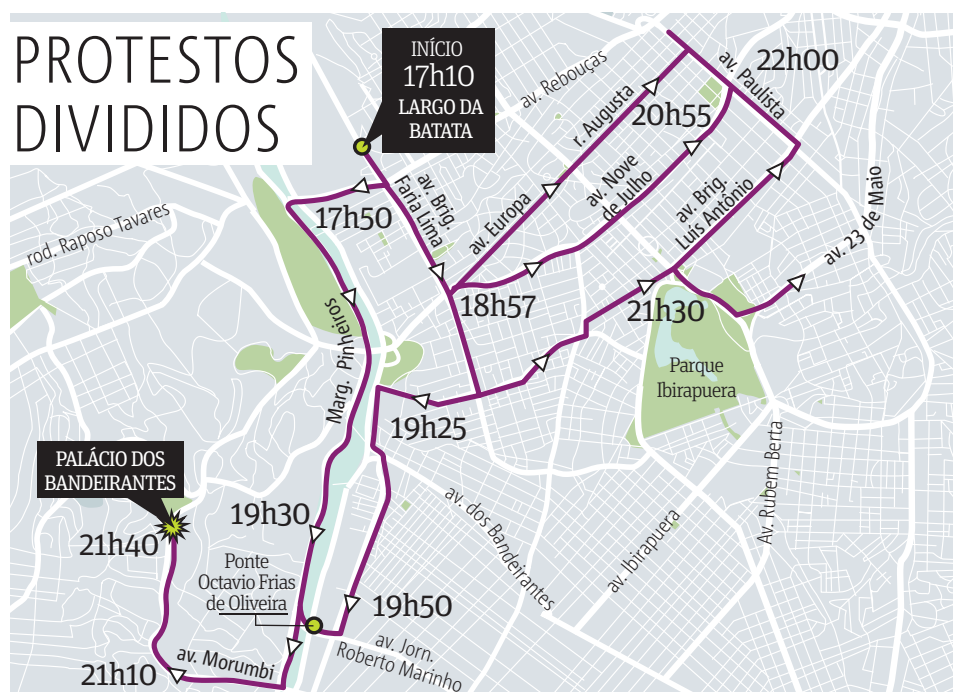 PROTESTOS
DIVIDIDOS
INÍCIO
17h10
LARGO DA
BATATA
av. Rebouças
av. Paulista
22h00
r. Augusta
20h55
av. Brig.
Faria Lima
17h50
av. Europa
av. Nove
de Julho
av. Brig.
Luis Antônio
av. 23 de Maio
rod. Raposo Tavares
18h57
21h30
Marg. Pinheiros
Parque
Ibirapuera
19h25
PALÁCIO DOS
BANDEIRANTES
21h40
19h30
av. dos Bandeirantes
av. Ibirapuera
Av. Rubem Berta
Ponte
Octavio Frias
de Oliveira
19h50
av. Jorn.
Roberto Marinho
av. Morumbi
21h10